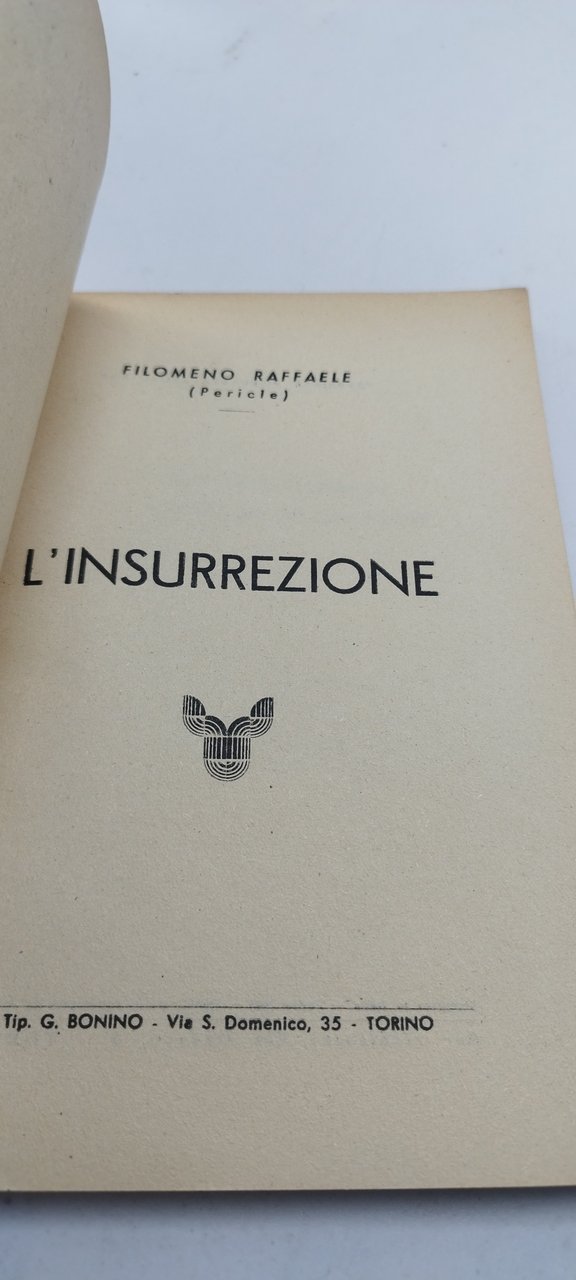 FILOMENO RAFFAELE
(Pericle)
L'INSURREZIONE
Tip. G. BONINO - Via S. Domenico, 35 - TORINO